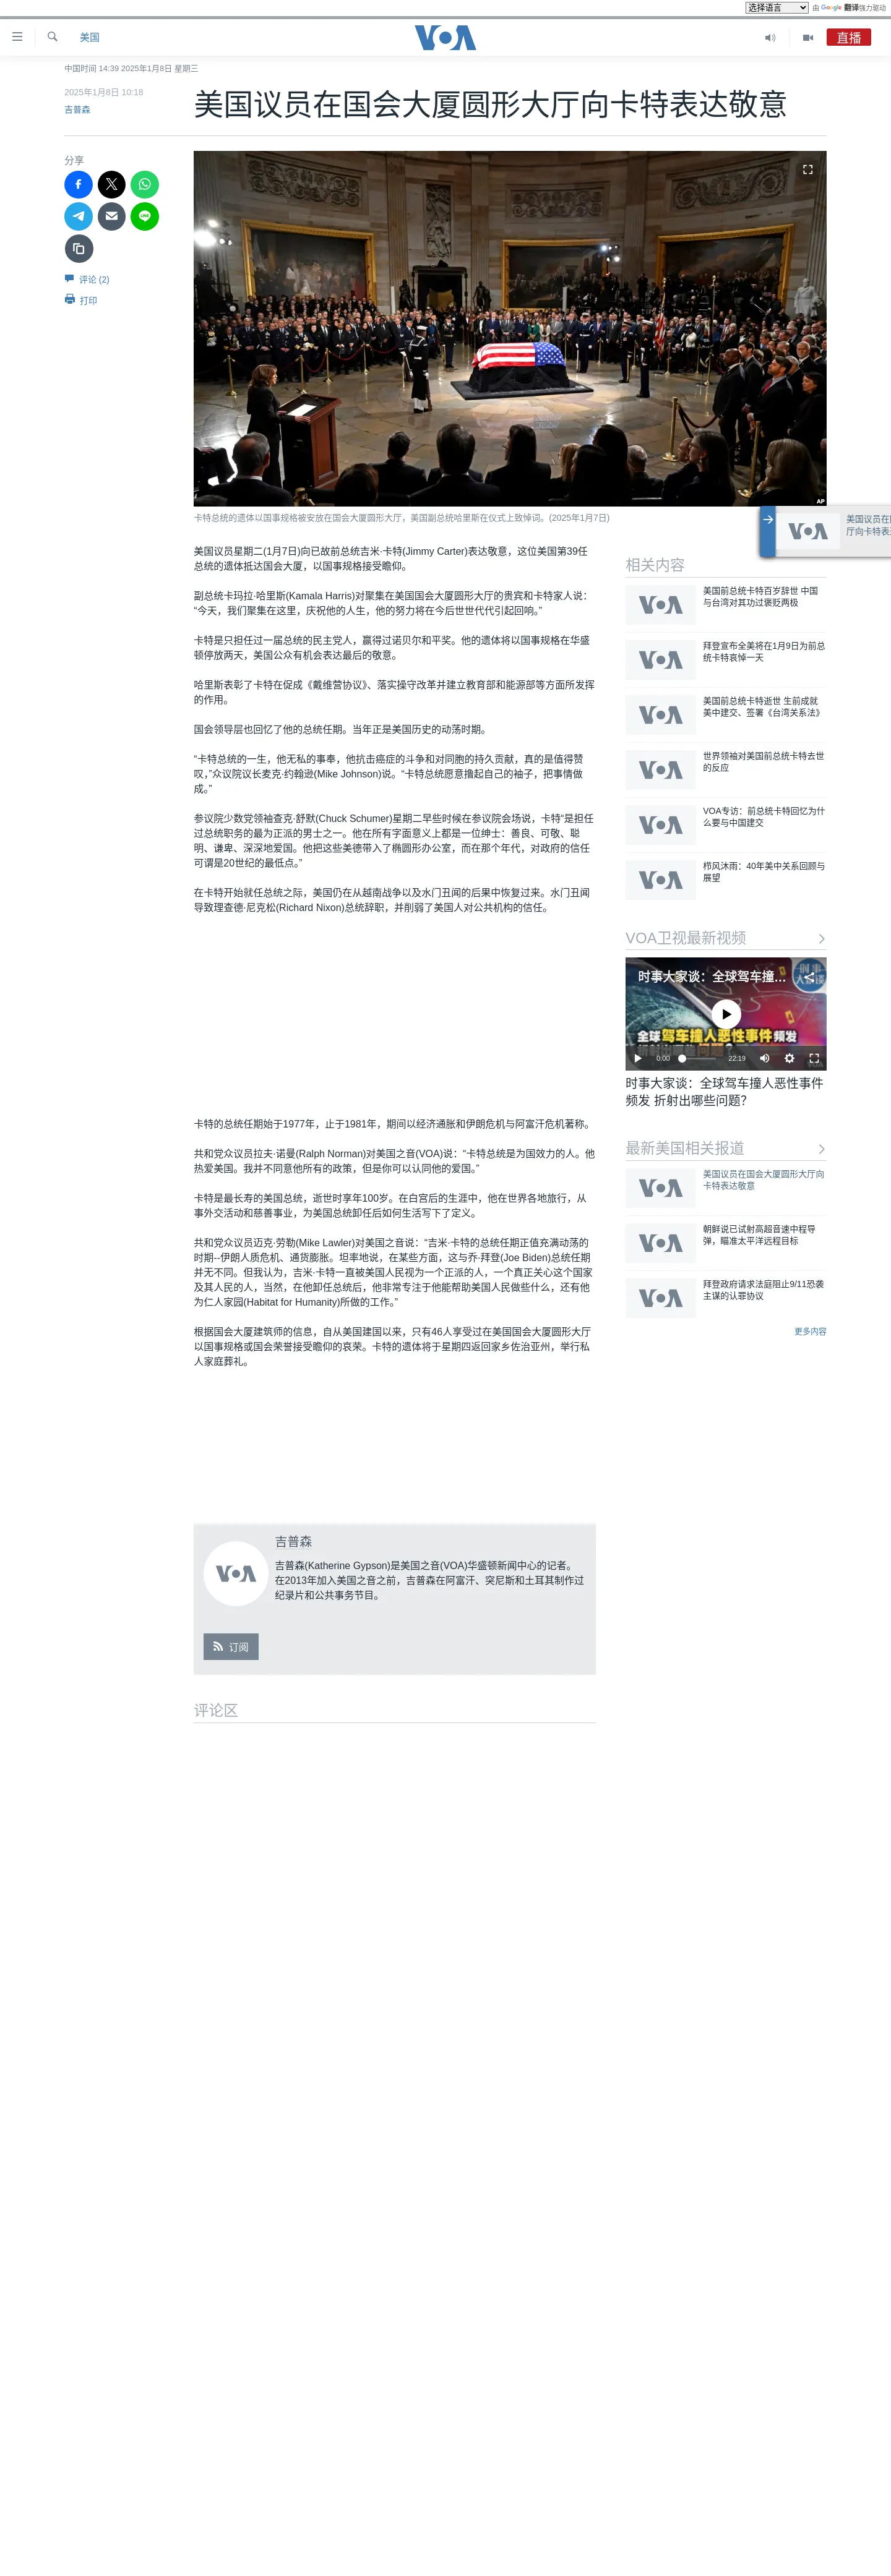 选择语言
由 Google 翻译强力驱动
美国
VOA
直播
中国时间 14:39 2025年1月8日 星期三
2025年1月8日 10:18
吉普森
美国议员在国会大厦圆形大厅向卡特表达敬意
分享
评论 (2)
打印
AP
卡特总统的遗体以国事规格被安放在国会大厦圆形大厅，美国副总统哈里斯在仪式上致悼词。(2025年1月7日)
VOA
美国议员在
厅向卡特表
美国议员星期二(1月7日)向已故前总统吉米·卡特(Jimmy Carter)表达敬意，这位美国第39任
总统的遗体抵达国会大厦，以国事规格接受瞻仰。
副总统卡玛拉·哈里斯(Kamala Harris)对聚集在美国国会大厦圆形大厅的贵宾和卡特家人说：
“今天，我们聚集在这里，庆祝他的人生，他的努力将在今后世世代代引起回响。”
卡特是只担任过一届总统的民主党人，赢得过诺贝尔和平奖。他的遗体将以国事规格在华盛
顿停放两天，美国公众有机会表达最后的敬意。
哈里斯表彰了卡特在促成《戴维营协议》、落实操守改革并建立教育部和能源部等方面所发挥
的作用。
国会领导层也回忆了他的总统任期。当年正是美国历史的动荡时期。
“卡特总统的一生，他无私的事奉，他抗击癌症的斗争和对同胞的持久贡献，真的是值得赞
叹，”众议院议长麦克·约翰逊(Mike Johnson)说。“卡特总统愿意撸起自己的袖子，把事情做
成。”
参议院少数党领袖查克·舒默(Chuck Schumer)星期二早些时候在参议院会场说，卡特“是担任
过总统职务的最为正派的男士之一。他在所有字面意义上都是一位绅士：善良、可敬、聪
明、谦卑、深深地爱国。他把这些美德带入了椭圆形办公室，而在那个年代，对政府的信任
可谓是20世纪的最低点。”
在卡特开始就任总统之际，美国仍在从越南战争以及水门丑闻的后果中恢复过来。水门丑闻
导致理查德·尼克松(Richard Nixon)总统辞职，并削弱了美国人对公共机构的信任。
卡特的总统任期始于1977年，止于1981年，期间以经济通胀和伊朗危机与阿富汗危机著称。
共和党众议员拉夫·诺曼(Ralph Norman)对美国之音(VOA)说：“卡特总统是为国效力的人。他
热爱美国。我并不同意他所有的政策，但是你可以认同他的爱国。”
卡特是最长寿的美国总统，逝世时享年100岁。在白宫后的生涯中，他在世界各地旅行，从
事外交活动和慈善事业，为美国总统卸任后如何生活写下了定义。
共和党众议员迈克·劳勒(Mike Lawler)对美国之音说：“吉米·卡特的总统任期正值充满动荡的
时期--伊朗人质危机、通货膨胀。坦率地说，在某些方面，这与乔·拜登(Joe Biden)总统任期
并无不同。但我认为，吉米·卡特一直被美国人民视为一个正派的人，一个真正关心这个国家
及其人民的人，当然，在他卸任总统后，他非常专注于他能帮助美国人民做些什么，还有他
为仁人家园(Habitat for Humanity)所做的工作。”
根据国会大厦建筑师的信息，自从美国建国以来，只有46人享受过在美国国会大厦圆形大厅
以国事规格或国会荣誉接受瞻仰的哀荣。卡特的遗体将于星期四返回家乡佐治亚州，举行私
人家庭葬礼。
VOA
吉普森
吉普森(Katherine Gypson)是美国之音(VOA)华盛顿新闻中心的记者。
在2013年加入美国之音之前，吉普森在阿富汗、突尼斯和土耳其制作过
纪录片和公共事务节目。
订阅
评论区
相关内容
VOA
美国前总统卡特百岁辞世 中国
与台湾对其功过褒贬两极
VOA
拜登宣布全美将在1月9日为前总
统卡特哀悼一天
VOA
美国前总统卡特逝世 生前成就
美中建交、签署《台湾关系法》
VOA
世界领袖对美国前总统卡特去世
的反应
VOA
VOA专访：前总统卡特回忆为什
么要与中国建交
VOA
栉风沐雨：40年美中关系回顾与
展望
VOA卫视最新视频
时事大家谈：全球驾车撞...
时事
大家谈
全球驾车撞人恶性事件频发
0:00
22:19
时事大家谈：全球驾车撞人恶性事件
频发 折射出哪些问题？
最新美国相关报道
VOA
美国议员在国会大厦圆形大厅向
卡特表达敬意
VOA
朝鲜说已试射高超音速中程导
弹，瞄准太平洋远程目标
VOA
拜登政府请求法庭阻止9/11恐袭
主谋的认罪协议
更多内容